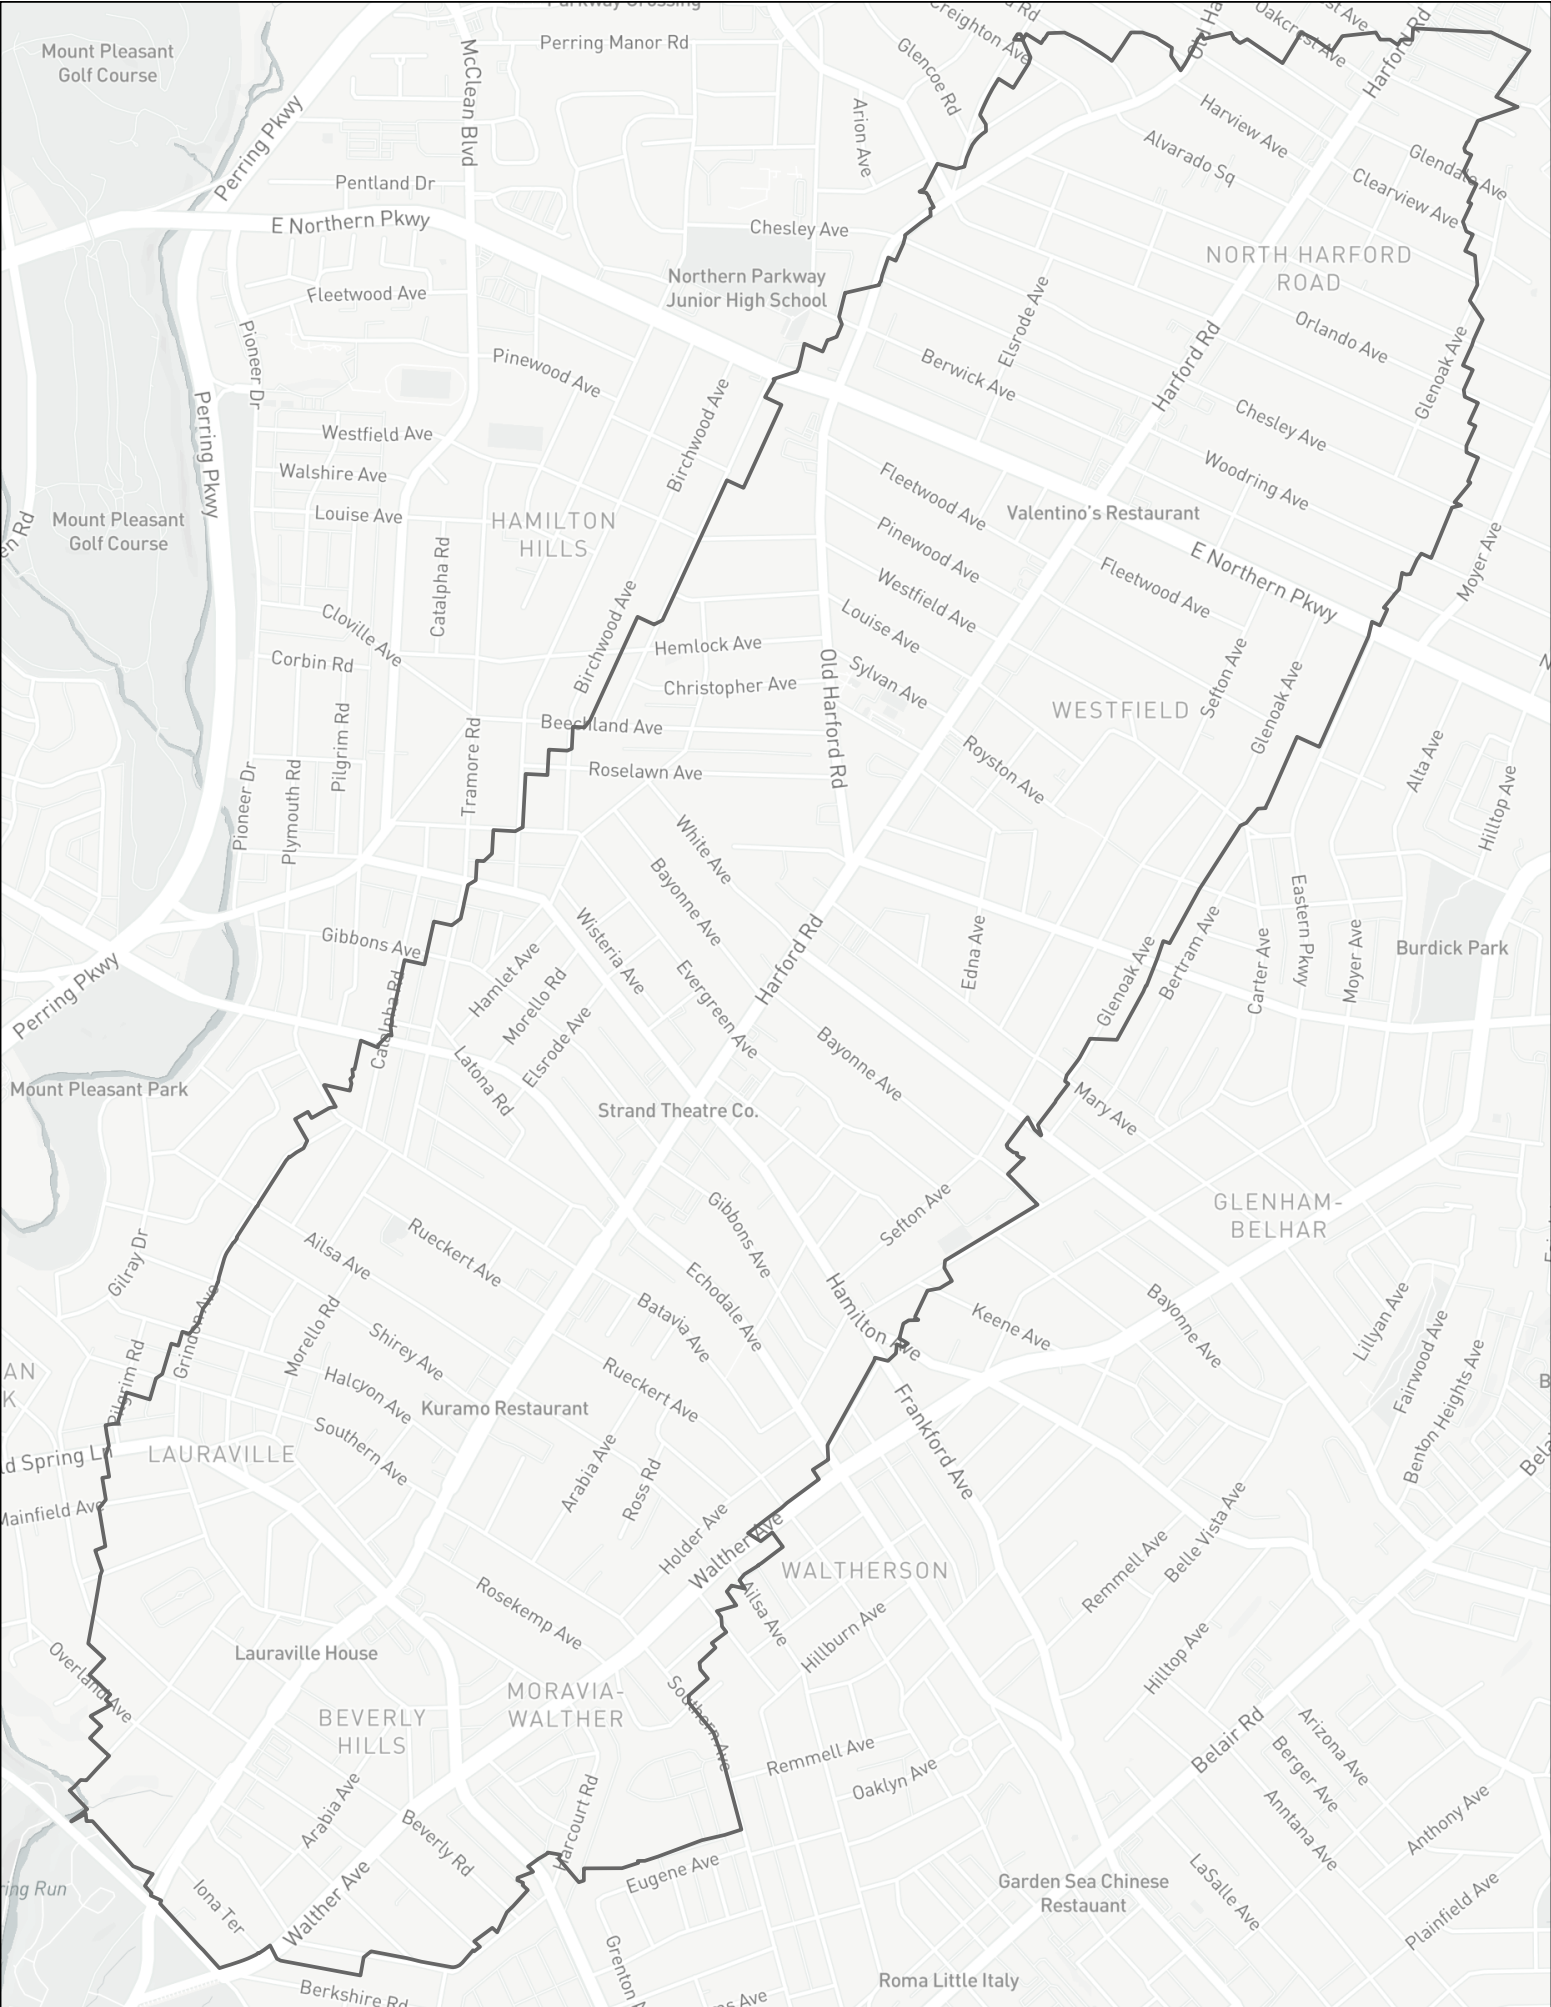 Parkway Crossing
Creighton Ave
Oakcrest Ave
Harford Rd
Mount Pleasant
Golf Course
Perring Manor Rd
McClean Blvd
Glencoe Rd
Perring Pkwy
Arion Ave
Harview Ave
Alvarado Sq
Glendale Ave
Clearview Ave
Pentland Dr
E Northern Pkwy
Chesley Ave
NORTH HARFORD
ROAD
Northern Parkway
Junior High School
Fleetwood Ave
Elsrode Ave
Orlando Ave
Pioneer Dr
Pinewood Ave
Berwick Ave
Harford Rd
Glenoak Ave
Birchwood Ave
Perring Pkwy
Westfield Ave
Chesley Ave
Walshire Ave
Woodring Ave
Fleetwood Ave
Louise Ave
Valentino's Restaurant
HAMILTON
HILLS
Mount Pleasant
Golf Course
Pinewood Ave
E Northern Pkwy
Moyer Ave
Catalpha Rd
Westfield Ave
Fleetwood Ave
Birchwood Ave
Cloville Ave
Louise Ave
Hemlock Ave
Corbin Rd
Sylvan Ave
Christopher Ave
Old Harford Rd
Sefton Ave
Glenoak Ave
WESTFIELD
Beechland Ave
Pilgrim Rd
Tramore Rd
Roselawn Ave
Royston Ave
Alta Ave
Hilltop Ave
Pioneer Dr
Plymouth Rd
White Ave
Bayonne Ave
Wisteria Ave
Gibbons Ave
Harford Rd
Edna Ave
Glenoak Ave
Bertram Ave
Carter Ave
Eastern Pkwy
Moyer Ave
Burdick Park
Perring Pkwy
Hamlet Ave
Morello Rd
Elsrode Ave
Evergreen Ave
Catalpha Rd
Latona Rd
Bayonne Ave
Mount Pleasant Park
Strand Theatre Co.
Mary Ave
Sefton Ave
GLENHAM-
BELHAR
Gilray Dr
Ailsa Ave
Rueckert Ave
Gibbons Ave
Echodale Ave
Hamilton Ave
Keene Ave
Bayonne Ave
Lillyan Ave
Fairwood Ave
Benton Heights Ave
Grindon Ave
Morello Rd
Batavia Ave
Shirey Ave
Pilgrim Rd
Halcyon Ave
Rueckert Ave
Kuramo Restaurant
Frankford Ave
Southern Ave
LAURAVILLE
ld Spring Ln
Arabia Ave
Ross Rd
Mainfield Ave
Holder Ave
Walther Ave
Belle Vista Ave
Remmell Ave
WALTHERSON
Rosekemp Ave
Ailsa Ave
Hillburn Ave
Lauraville House
Overland Ave
Hilltop Ave
MORAVIA-
WALTHER
Southern Ave
BEVERLY
HILLS
Belair Rd
Arizona Ave
Remmell Ave
Berger Ave
Oaklyn Ave
Arabia Ave
Harcourt Rd
Anntana Ave
Anthony Ave
Beverly Rd
Eugene Ave
Garden Sea Chinese
Restauant
LaSalle Ave
Iona Ter
Walther Ave
Plainfield Ave
ring Run
Roma Little Italy
Berkshire Rd